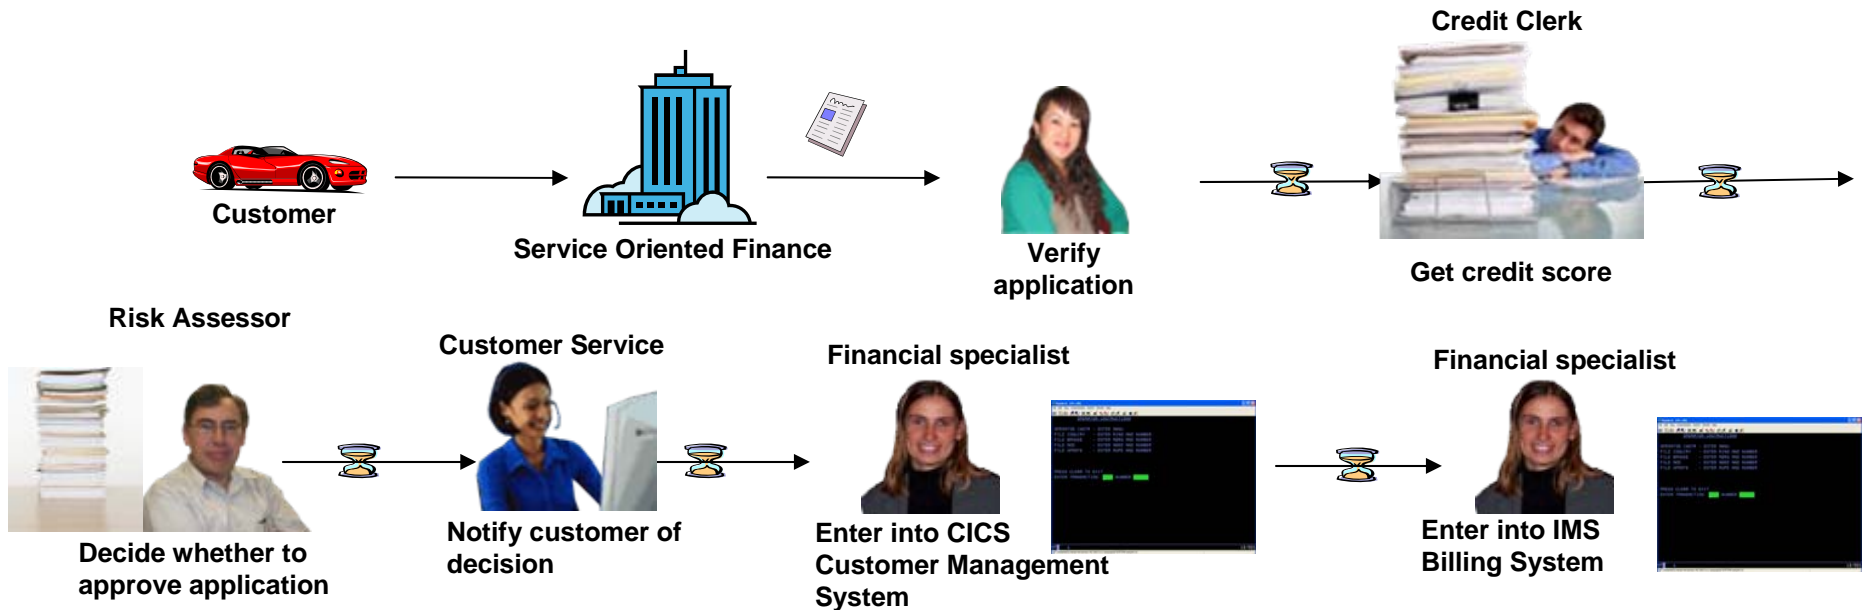 Credit Clerk
Customer
Service Oriented Finance
Verify
application
Get credit score
Risk Assessor
Customer Service
Financial specialist
Financial specialist
Decide whether to
approve application
Notify customer of
decision
Enter into CICS
Customer Management
System
Enter into IMS
Billing System